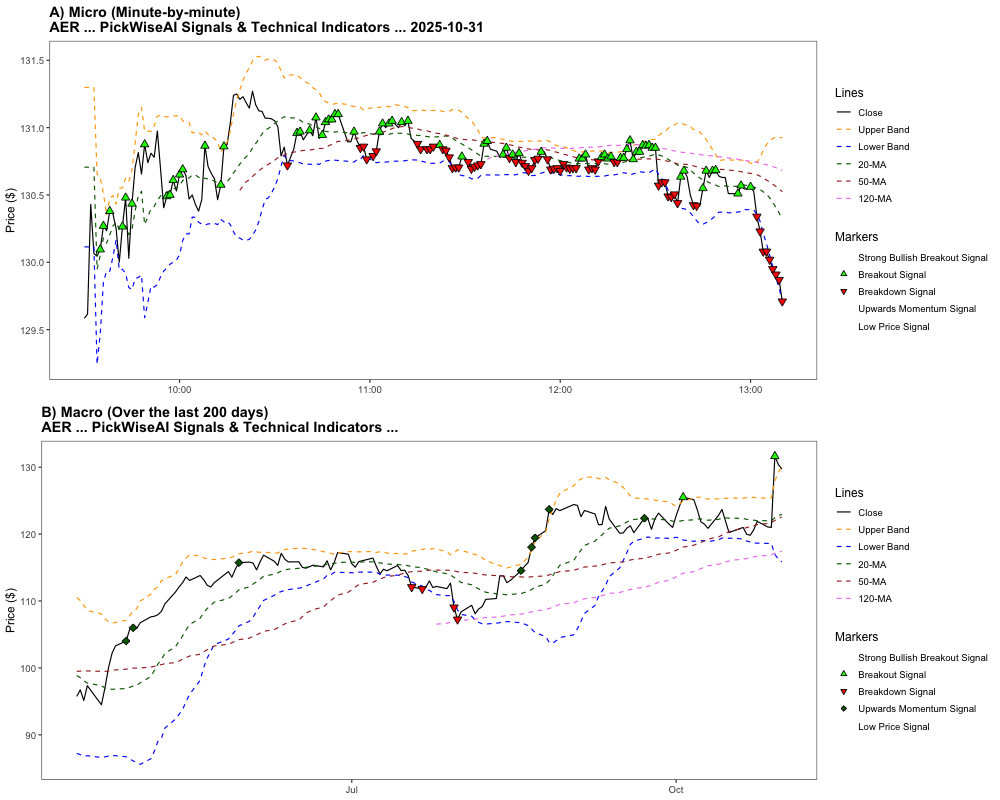 A) Micro (Minute-by-minute)
AER ... PickWiseAI Signals & Technical Indicators ... 2025-10-31
Price ($)
131.5
131.0
130.5
130.0
129.5
10:00
11:00
12:00
13:00
Lines
Close
Upper Band
Lower Band
20-MA
50-MA
120-MA
Markers
Strong Bullish Breakout Signal
Breakout Signal
Breakdown Signal
Upwards Momentum Signal
Low Price Signal
B) Macro (Over the last 200 days)
AER ... PickWiseAI Signals & Technical Indicators ...
Price ($)
130
120
110
100
90
Jul
Oct
Lines
Close
Upper Band
Lower Band
20-MA
50-MA
120-MA
Markers
Strong Bullish Breakout Signal
Breakout Signal
Breakdown Signal
Upwards Momentum Signal
Low Price Signal